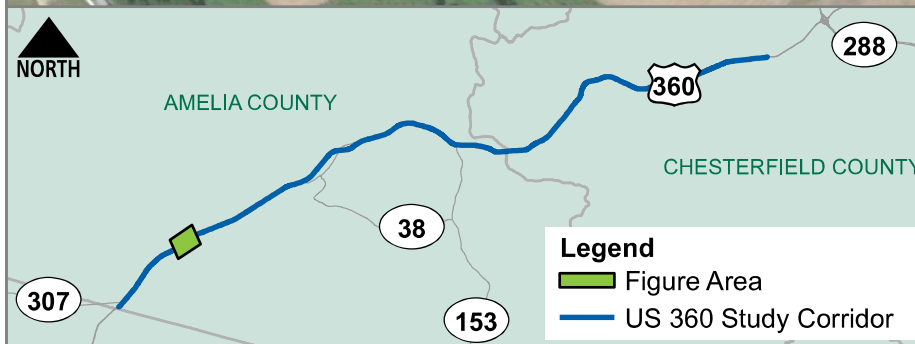 288
NORTH
360
AMELIA COUNTY
CHESTERFIELD COUNTY
38
Legend
Figure Area
307
US 360 Study Corridor
153